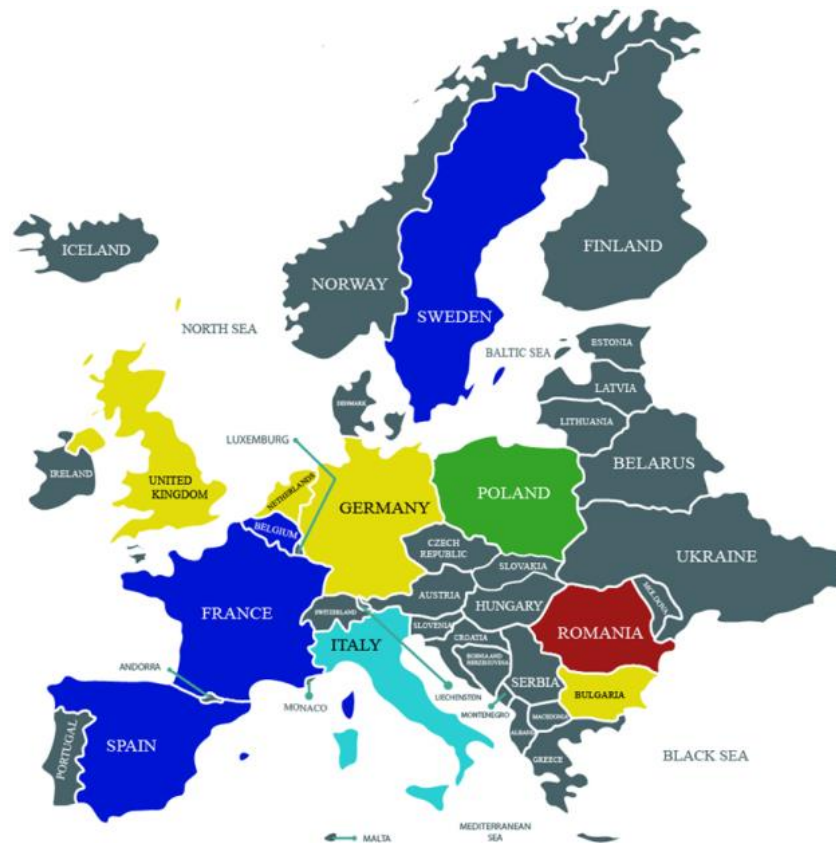 ICELAND
FINLAND
NORWAY
SWEDEN
NORTH SEA
BALTIC SEA
ESTONIA
LATVIA
LITHUANIA
DENMARK
LUXEMBURG
BELARUS
IRELAND
UNITED
KINGDOM
NETHERLANDS
GERMANY
POLAND
BELGIUM
CZECH
REPUBLIC
UKRAINE
SLOVAKIA
AUSTRIA
MOLDOVA
FRANCE
SWITZERLAND
HUNGARY
SLOVENIA
ROMANIA
ITALY
CROATIA
BOSNIA AND
HERZEGOVINA
ANDORRA
SERBIA
LIECHENSTEIN
BULGARIA
MONACO
MONTENEGRO
MACEDONIA
PORTUGAL
SPAIN
ALBANIA
GREECE
BLACK SEA
MEDITERRANEAN
SEA
MALTA